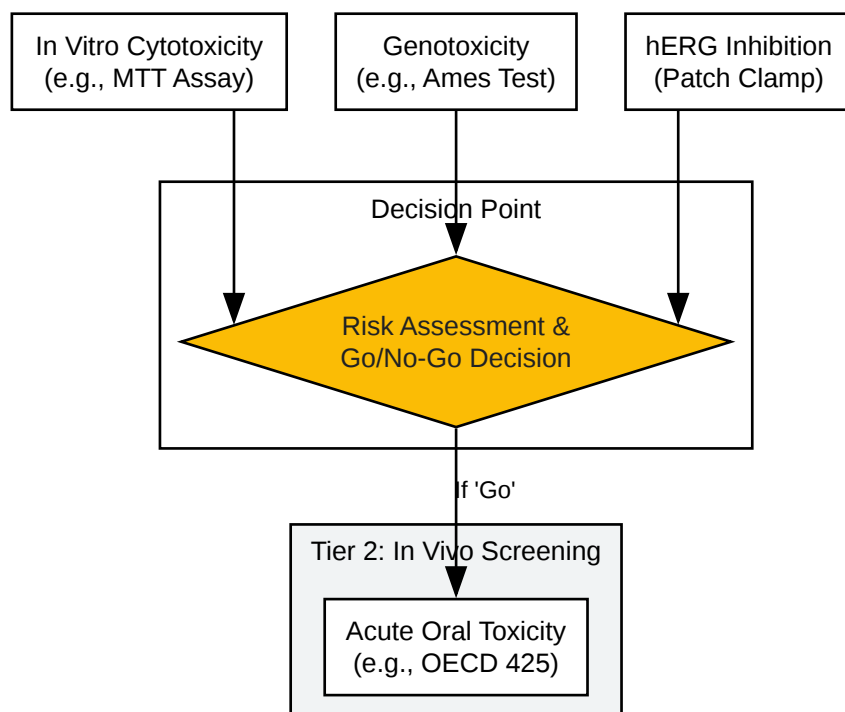 In Vitro Cytotoxicity
(e.g., MTT Assay)
Genotoxicity
(e.g., Ames Test)
hERG Inhibition
(Patch Clamp)
Decision Point
Risk Assessment &
Go/No-Go Decision
If 'Go'
Tier 2: In Vivo Screening
Acute Oral Toxicity
(e.g., OECD 425)